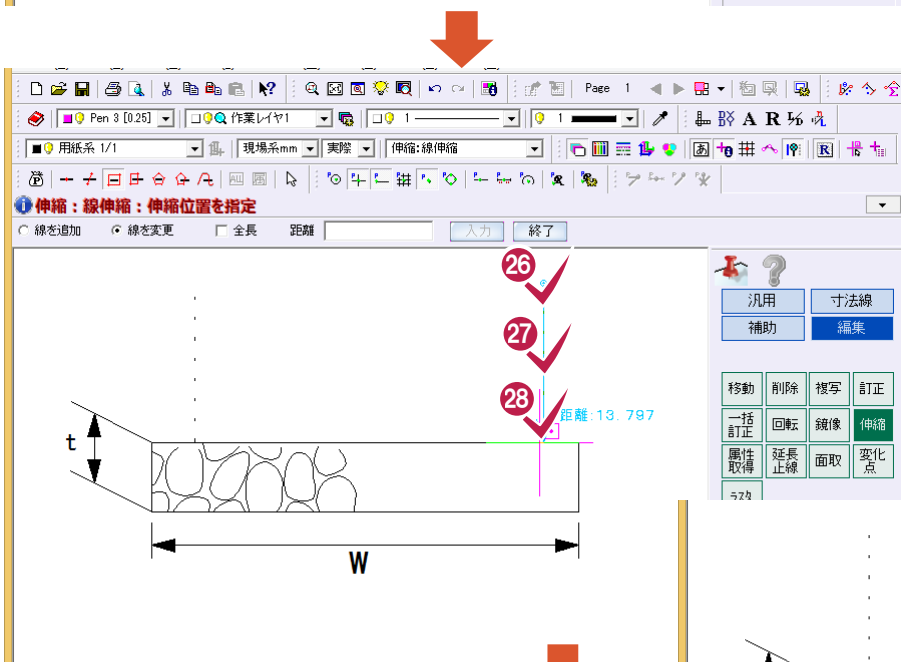 Page 1
Pen 3 [0.25] 作業レイヤ1 1 1 A R
用紙系 1/1 現場系mm 実際 伸縮:線伸縮 あ R
伸縮：線伸縮：伸縮位置を指定
線を追加 線を変更 全長 距離 入力 終了
26
27
28
距離:13.797
t
W
汎用 寸法線
補助 編集
移動 削除 複写 訂正
一括訂正 回転 鏡像 伸縮
属性取得 延長止線 面取 変化点
ラスタ